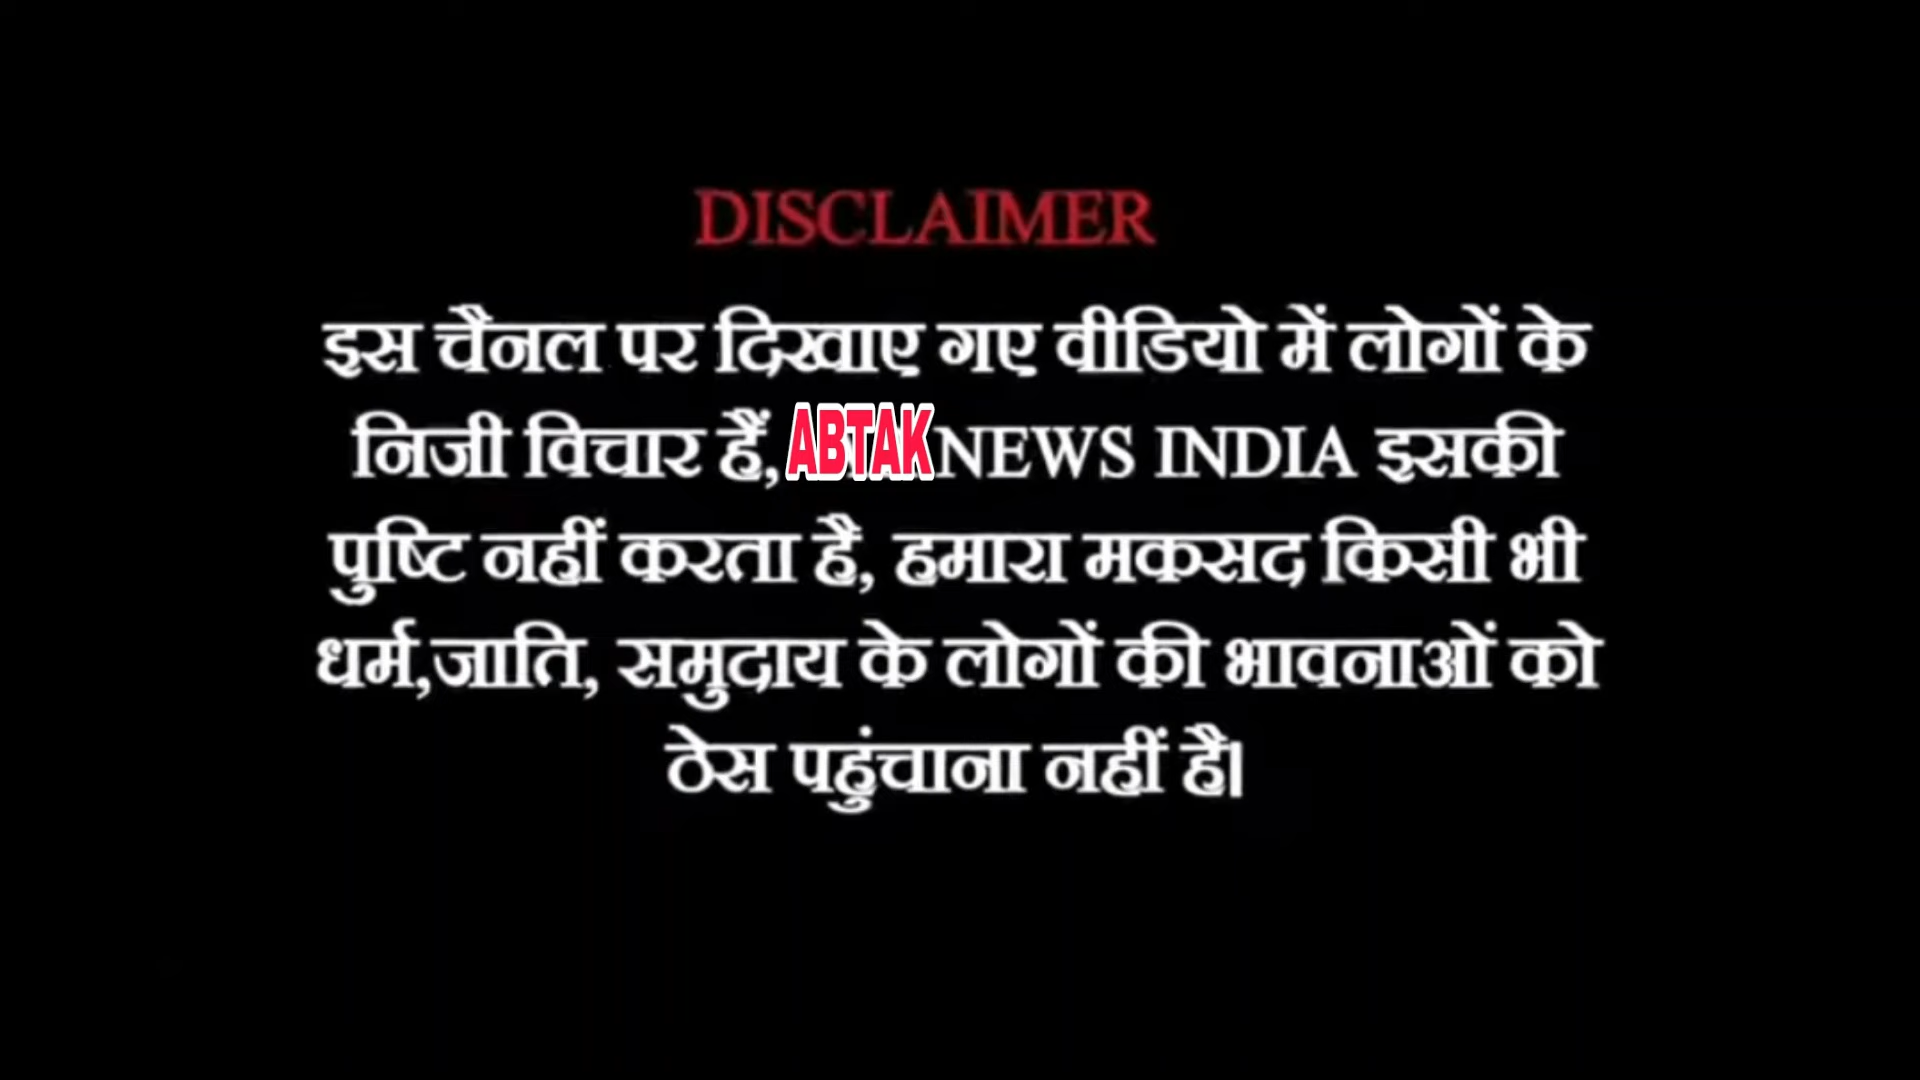 DISCLAIMER
इस चैनल पर दिखाए गए वीडियो में लोगों के
निजी विचार हैं, ABTAK NEWS INDIA इसकी
पुष्टि नहीं करता है, हमारा मकसद किसी भी
धर्म,जाति, समुदाय के लोगों की भावनाओं को
ठेस पहुंचाना नहीं है।